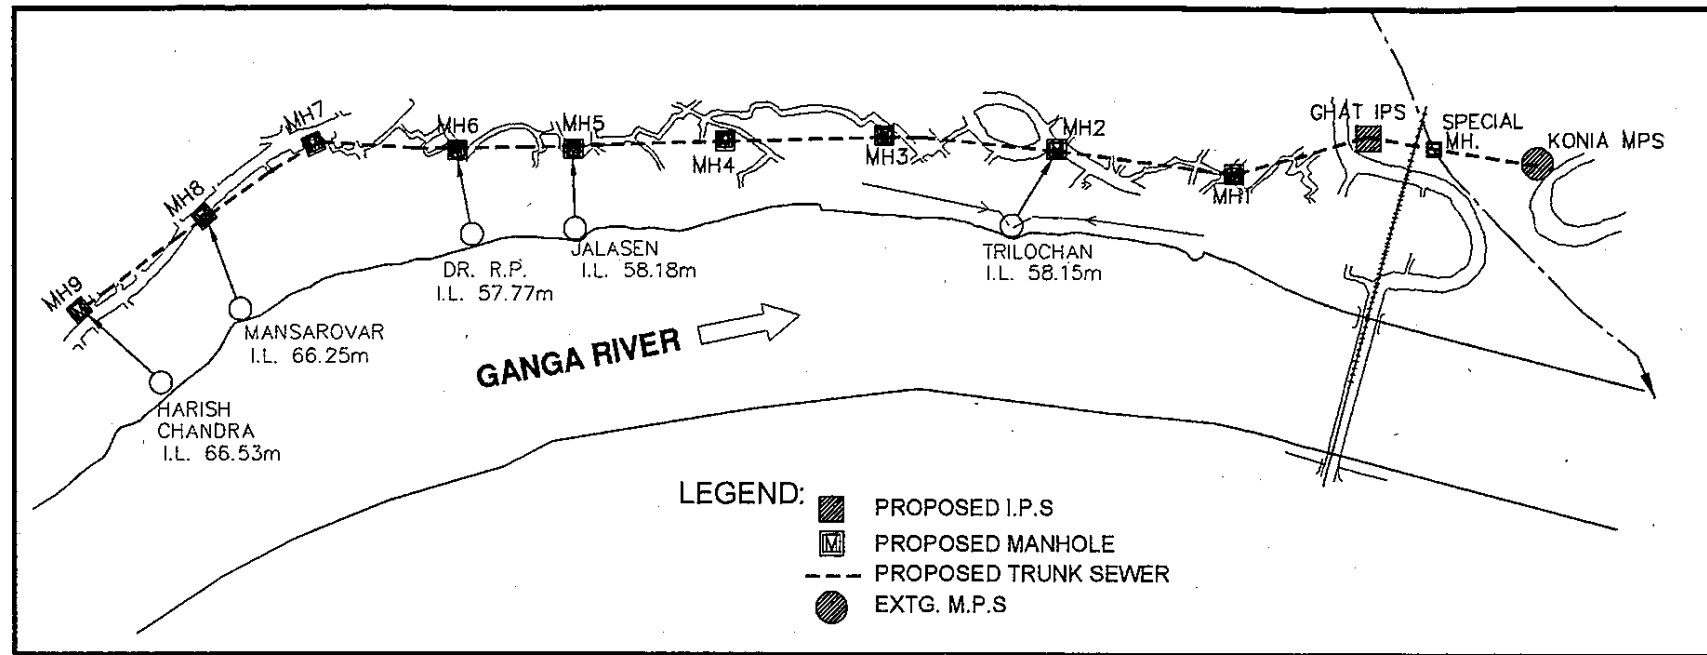 MH7
MH6
MH5
MH4
MH3
MH2
MH1
GHAT IPS
SPECIAL
MH.
KONIA MPS
MH8
MH9
DR. R.P.
I.L. 57.77m
JALASEN
I.L. 58.18m
TRILOCHAN
I.L. 58.15m
MANSAROVAR
I.L. 66.25m
HARISH
CHANDRA
I.L. 66.53m
GANGA RIVER
LEGEND:
PROPOSED I.P.S
M PROPOSED MANHOLE
PROPOSED TRUNK SEWER
EXTG. M.P.S